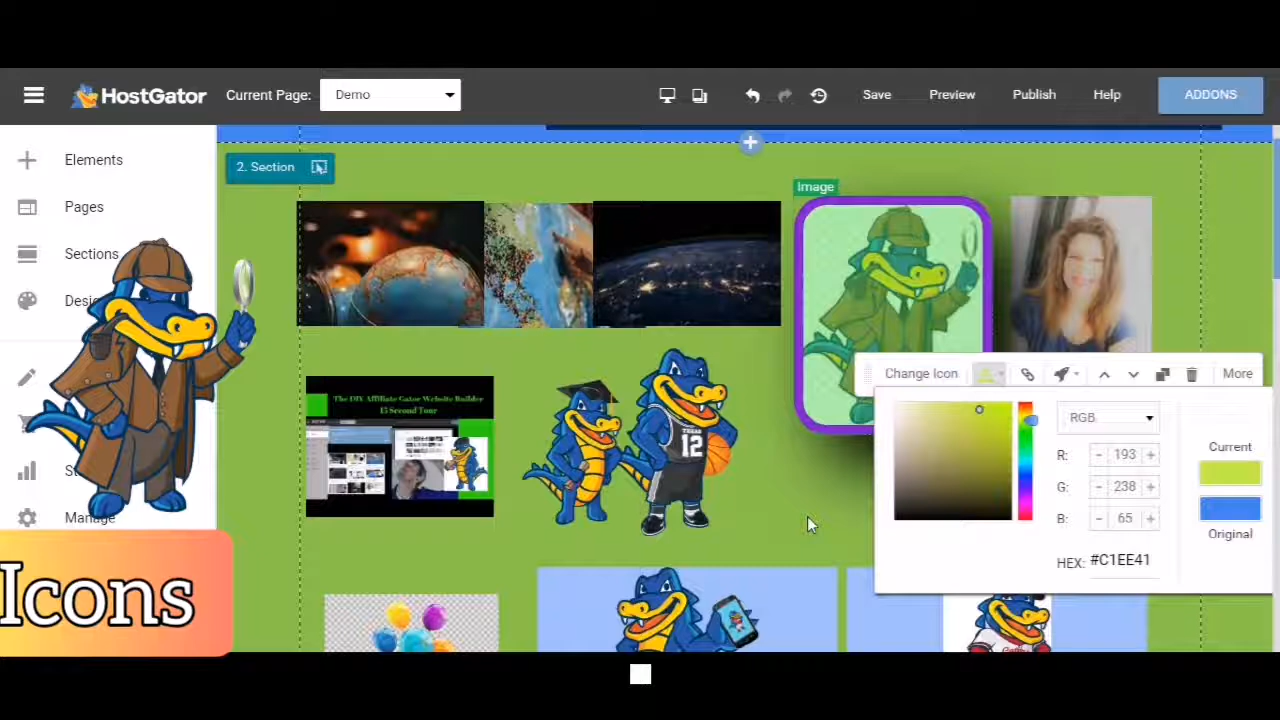 HostGator
Current Page:
Demo
Save
Preview
Publish
Help
ADDONS
Elements
Pages
Sections
Manage
2. Section
Image
The DIY Affiliate Gator Website Builder
15 Second Tour
TEXAS
12
Change Icon
More
RGB
R:
-
193
+
G:
-
238
+
B:
-
65
+
HEX:
#C1EE41
Current
Original
Icons